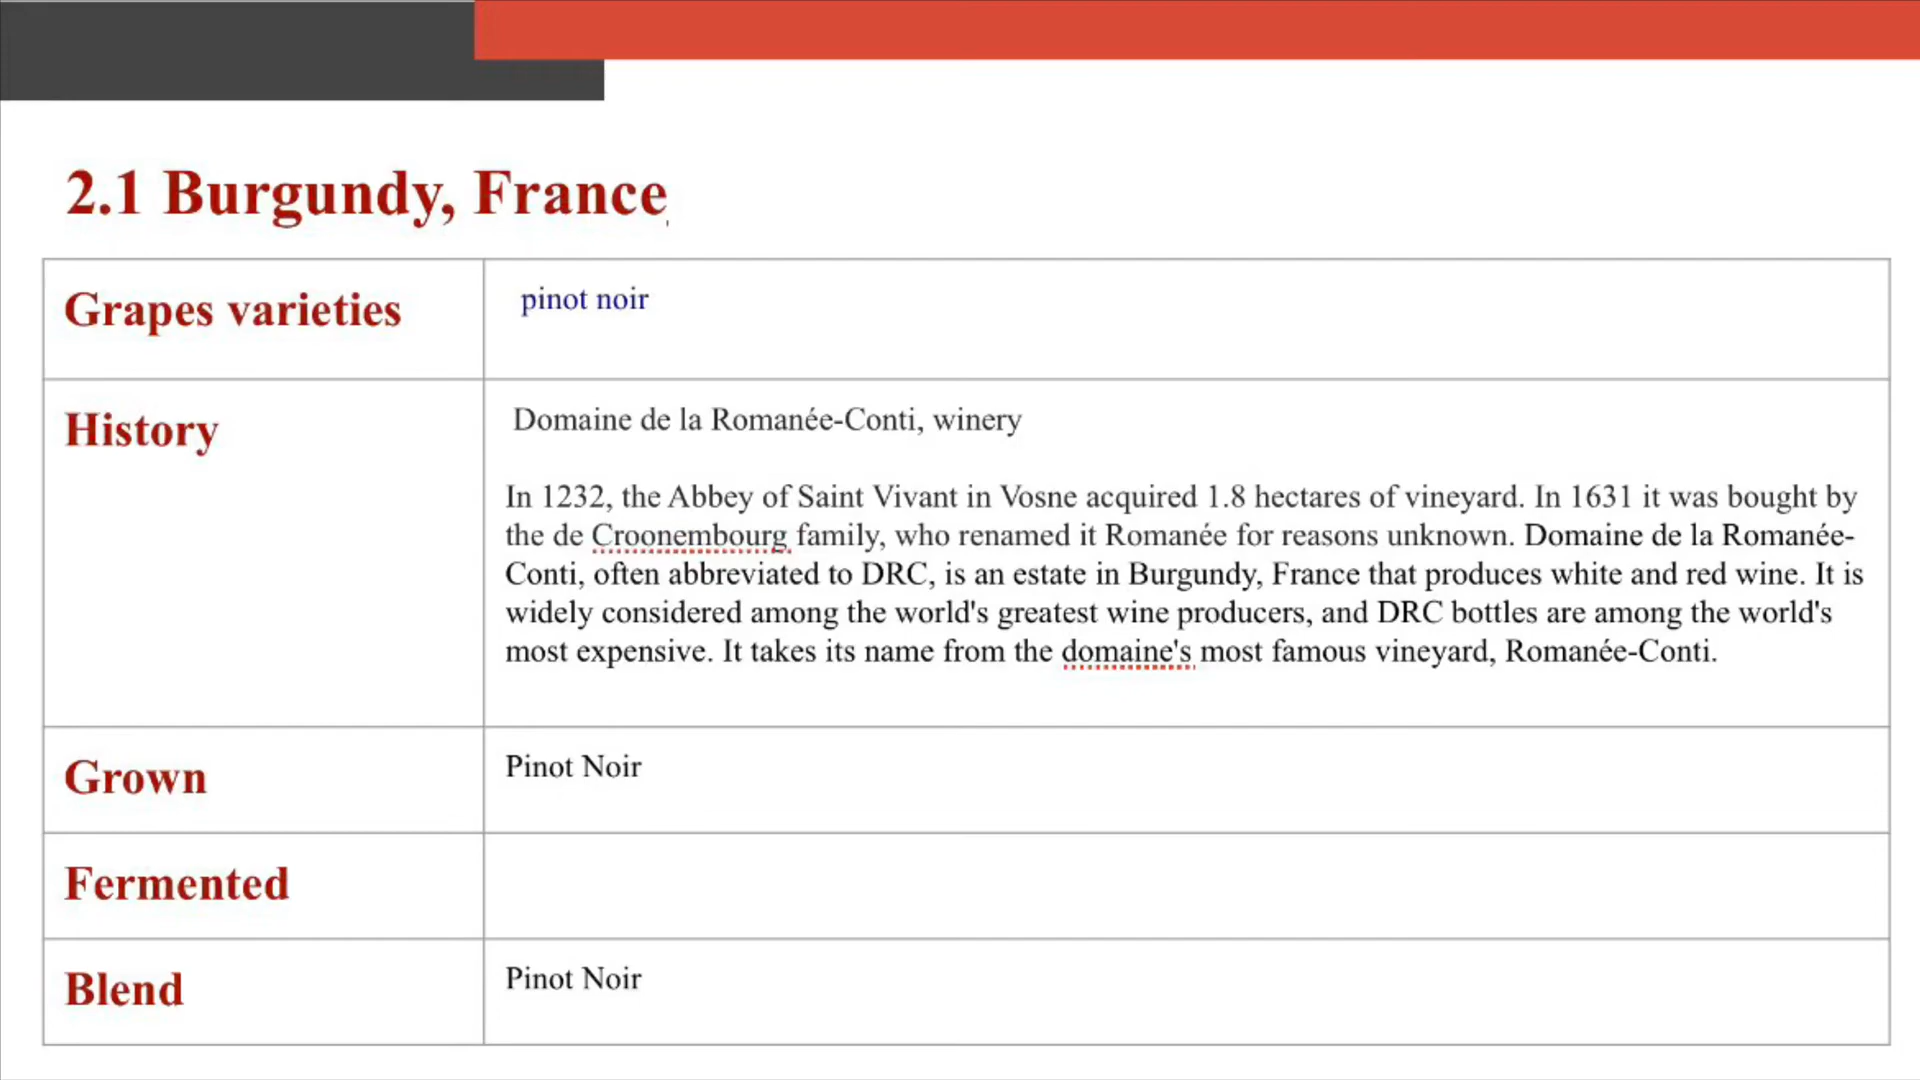 2.1 Burgundy, France
Grapes varieties
pinot noir
History
Domaine de la Romanée-Conti, winery
In 1232, the Abbey of Saint Vivant in Vosne acquired 1.8 hectares of vineyard. In 1631 it was bought by
the de Croonembourg family, who renamed it Romanée for reasons unknown. Domaine de la Romanée-
Conti, often abbreviated to DRC, is an estate in Burgundy, France that produces white and red wine. It is
widely considered among the world's greatest wine producers, and DRC bottles are among the world's
most expensive. It takes its name from the domaine's most famous vineyard, Romanée-Conti.
Grown
Pinot Noir
Fermented
Blend
Pinot Noir